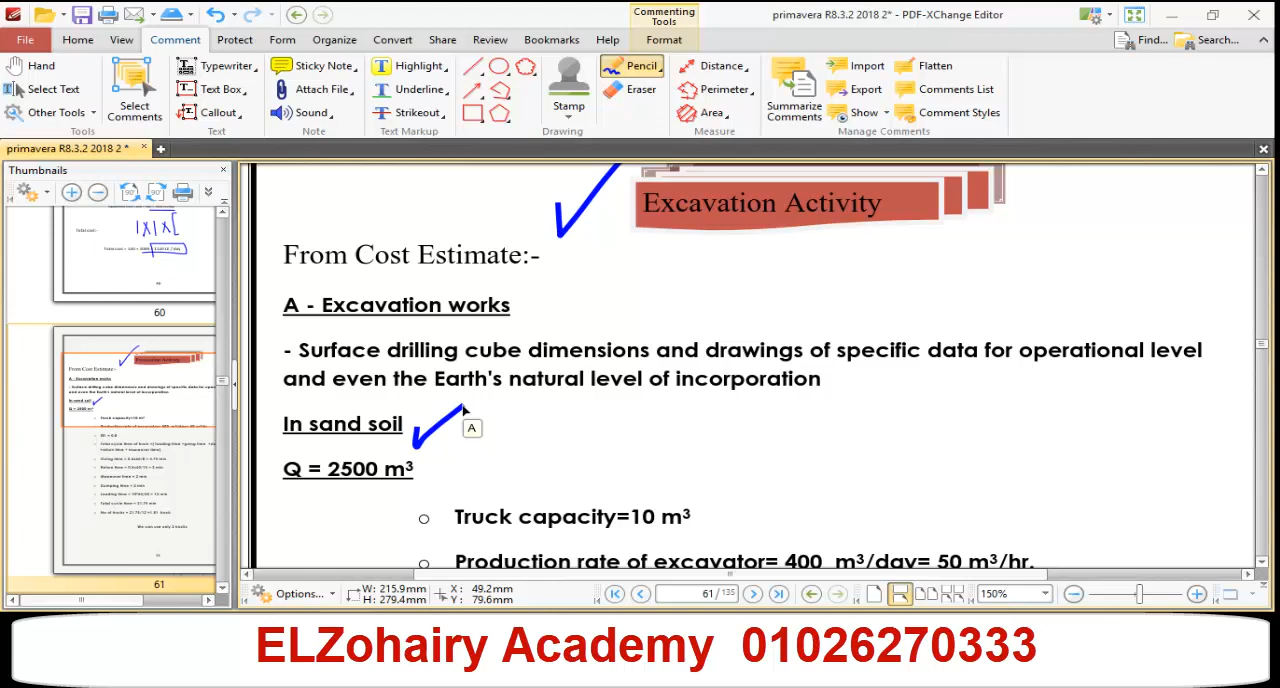 Commenting
Tools
primavera R8.3.2 2018 2* - PDF-XChange Editor
File
Home
View
Comment
Protect
Form
Organize
Convert
Share
Review
Bookmarks
Help
Format
Find...
Search...
Hand
Select Text
Other Tools
Tools
Select
Comments
Typewriter
Text Box
Callout
Text
Sticky Note
Attach File
Sound
Note
Highlight
Underline
Strikeout
Text Markup
Drawing
Stamp
Pencil
Eraser
Distance
Perimeter
Area
Measure
Summarize
Comments
Import
Export
Show
Flatten
Comments List
Comment Styles
Manage Comments
primavera R8.3.2 2018 2 *
Thumbnails
60
61
Excavation Activity
From Cost Estimate:-
A - Excavation works
- Surface drilling cube dimensions and drawings of specific data for operational level
and even the Earth's natural level of incorporation
In sand soil
A
Q = 2500 m³
o Truck capacity=10 m³
o Production rate of excavator= 400 m³/day= 50 m³/hr.
Options...
W: 215.9mm
H: 279.4mm
X: 49.2mm
Y: 79.6mm
61 / 135
150%
ELZohairy Academy 01026270333